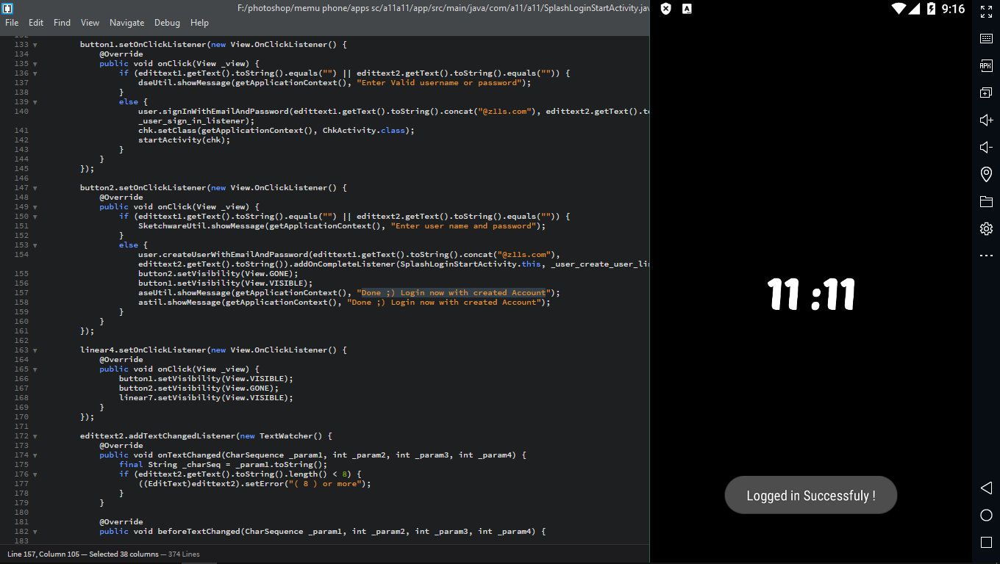 F:/photoshop/memu phone/apps sc/a11a11/app/src/main/java/com/a11/a11/SplashLoginStartActivity.jav
File Edit Find View Navigate Debug Help
133 button1.setOnClickListener(new View.OnClickListener() {
134 @Override
135 public void onClick(View _view) {
136 if (edittext1.getText().toString().equals("") || edittext2.getText().toString().equals("")) {
137 dseUtil.showMessage(getApplicationContext(), "Enter Valid username or password");
138 }
139 else {
140 user.signInWithEmailAndPassword(edittext1.getText().toString().concat("@zlls.com"), edittext2.getText().to
_user_sign_in_listener);
141 chk.setClass(getApplicationContext(), ChkActivity.class);
142 startActivity(chk);
143 }
144 }
145 });
146
147 button2.setOnClickListener(new View.OnClickListener() {
148 @Override
149 public void onClick(View _view) {
150 if (edittext1.getText().toString().equals("") || edittext2.getText().toString().equals("")) {
151 SketchwareUtil.showMessage(getApplicationContext(), "Enter user name and password");
152 }
153 else {
154 user.createUserWithEmailAndPassword(edittext1.getText().toString().concat("@zlls.com"),
edittext2.getText().toString()).addOnCompleteListener(SplashLoginStartActivity.this, _user_create_user_lis
155 button2.setVisibility(View.GONE);
156 button1.setVisibility(View.VISIBLE);
157 aseUtil.showMessage(getApplicationContext(), "Done ;) Login now with created Account");
158 astil.showMessage(getApplicationContext(), "Done ;) Login now with created Account");
159 }
160 }
161 });
162
163 linear4.setOnClickListener(new View.OnClickListener() {
164 @Override
165 public void onClick(View _view) {
166 button1.setVisibility(View.VISIBLE);
167 button2.setVisibility(View.GONE);
168 linear7.setVisibility(View.VISIBLE);
169 }
170 });
171
172 edittext2.addTextChangedListener(new TextWatcher() {
173 @Override
174 public void onTextChanged(CharSequence _param1, int _param2, int _param3, int _param4) {
175 final String _charSeq = _param1.toString();
176 if (edittext2.getText().toString().length() < 8) {
177 ((EditText)edittext2).setError("( 8 ) or more");
178 }
179 }
180
181 @Override
182 public void beforeTextChanged(CharSequence _param1, int _param2, int _param3, int _param4) {
183
Line 157, Column 105 — Selected 38 columns — 374 Lines
9:16
APK
11 :11
Logged in Successfuly !